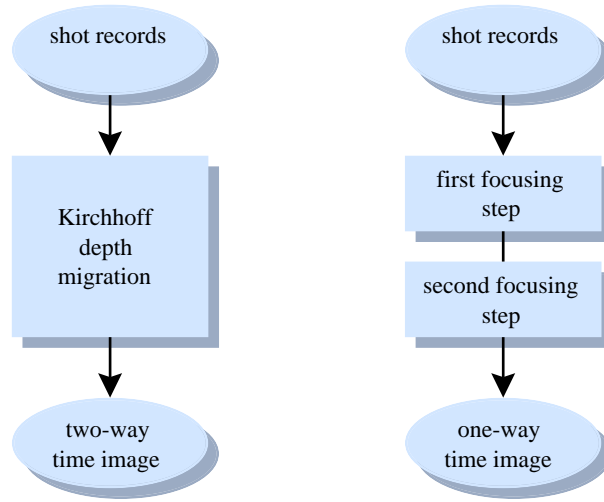 shot records
Kirchhoff
depth
migration
two-way
time image
shot records
first focusing
step
second focusing
step
one-way
time image